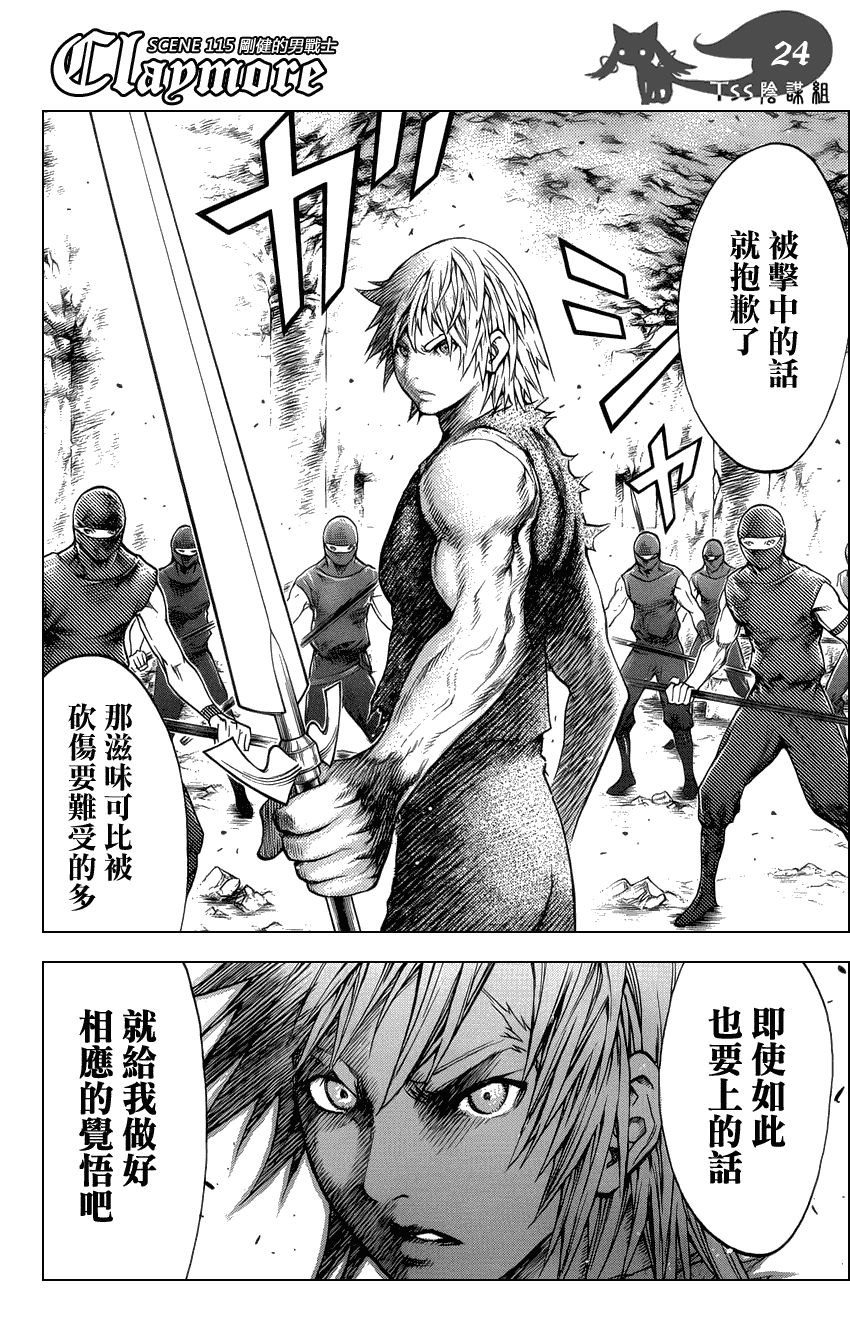 SCENE 115 剛健的男戰士
Claymore
24
Tss陰謀組
ガガ
被擊中的話
就抱歉了
ガ
ャ
那滋味可比被
砍傷要難受的多
即使如此
也要上的話
就給我做好
相應的覺悟吧